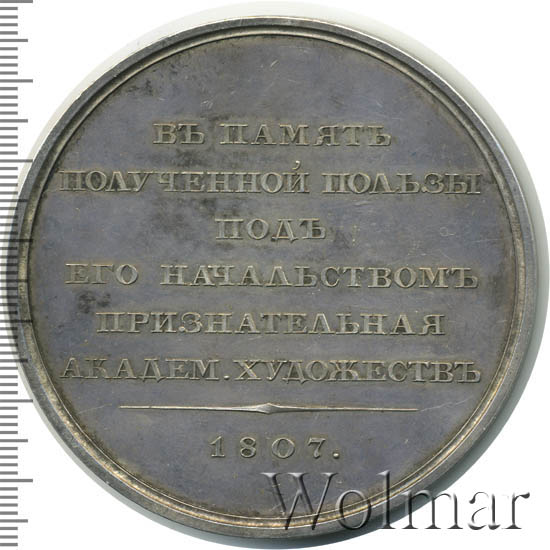 ВЪ ПАМЯТЬ
ПОЛУЧЕННОЙ ПОЛЬЗЫ
ПОДЪ
ЕГО НАЧАЛЬСТВОМЪ
ПРИЗНАТЕЛЬНАЯ
АКАДЕМ. ХУДОЖЕСТВЪ
1807.
Wolmar